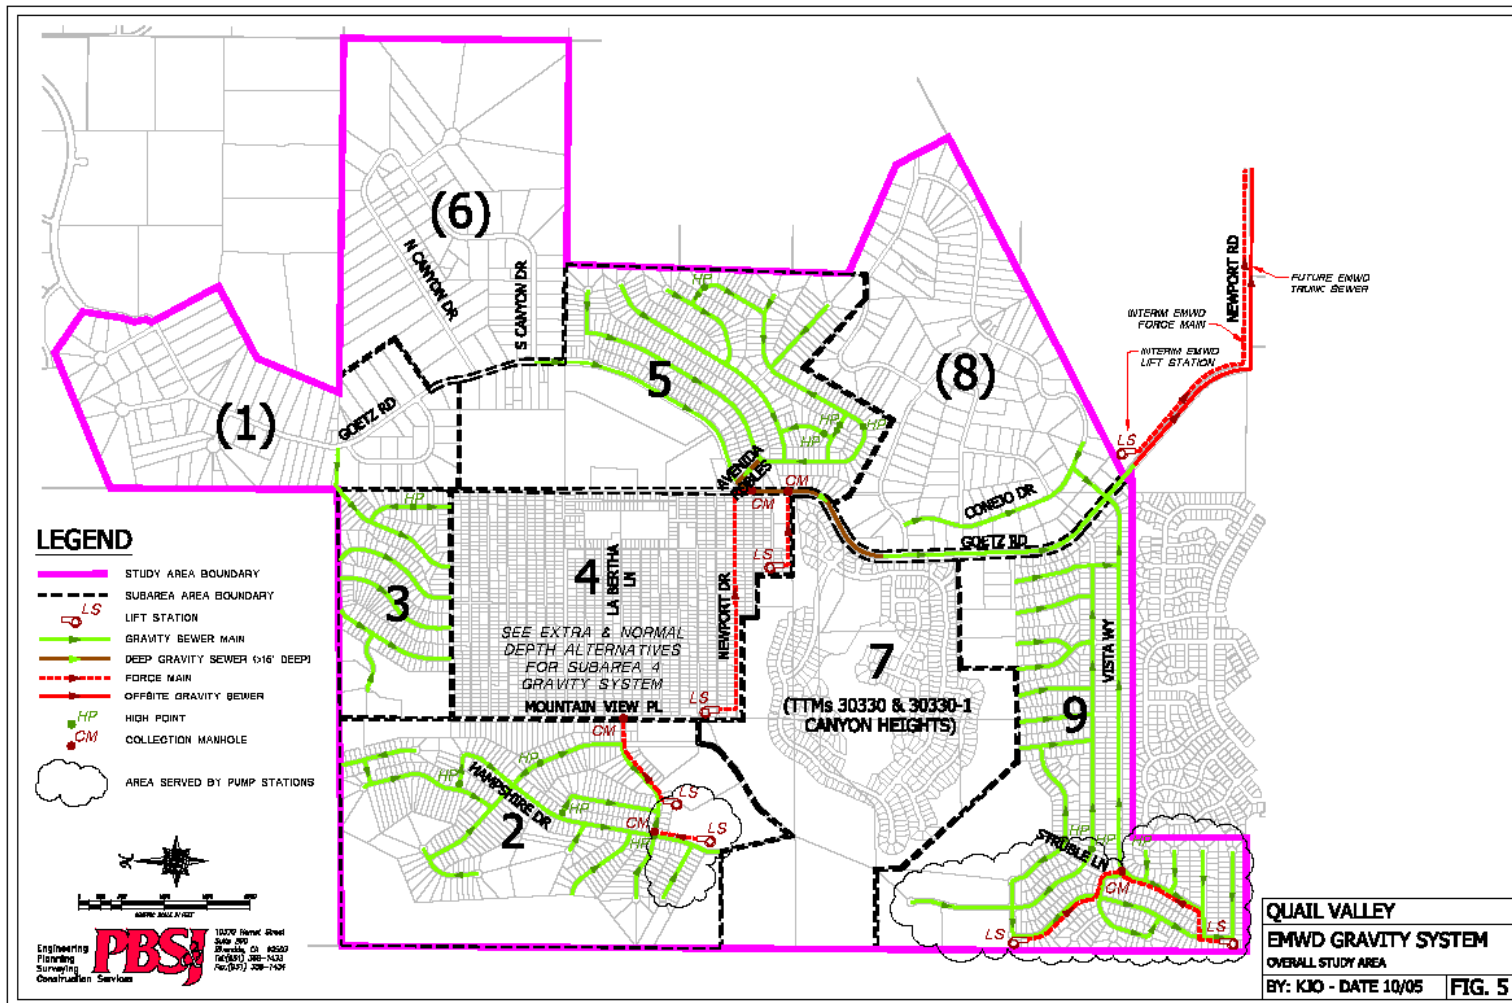 (6)
N CANYON DR
S CANYON DR
HP
5
(8)
(1)
GOETZ RD
HP
HP
HP
AVENIDA
ROBLES
CM
CM
CONEJO DR
GOETZ RD
LS
NEWPORT RD
FUTURE EMWD
TRUNK SEWER
INTERIM EMWD
FORCE MAIN
INTERIM EMWD
LIFT STATION
HP
3
4
LA BERTHA
LN
LS
NEWPORT DR
SEE EXTRA & NORMAL
DEPTH ALTERNATIVES
FOR SUBAREA 4
GRAVITY SYSTEM
MOUNTAIN VIEW PL
LS
7
(TTMs 30330 & 30330-1
CANYON HEIGHTS)
VISTA WY
9
CM
HP
HAMPSHIRE DR
HP
HP
2
LS
CM
LS
HP
HP
HP
HP
STRUBLE LN
CM
LS
LS
LEGEND
STUDY AREA BOUNDARY
SUBAREA AREA BOUNDARY
LS
LIFT STATION
GRAVITY SEWER MAIN
DEEP GRAVITY SEWER (>16' DEEP)
FORCE MAIN
OFFSITE GRAVITY SEWER
HP
HIGH POINT
CM
COLLECTION MANHOLE
AREA SERVED BY PUMP STATIONS
Engineering
Planning
Surveying
Construction Services
PBSJ
QUAIL VALLEY
EMWD GRAVITY SYSTEM
OVERALL STUDY AREA
BY: KJO - DATE 10/05
FIG. 5